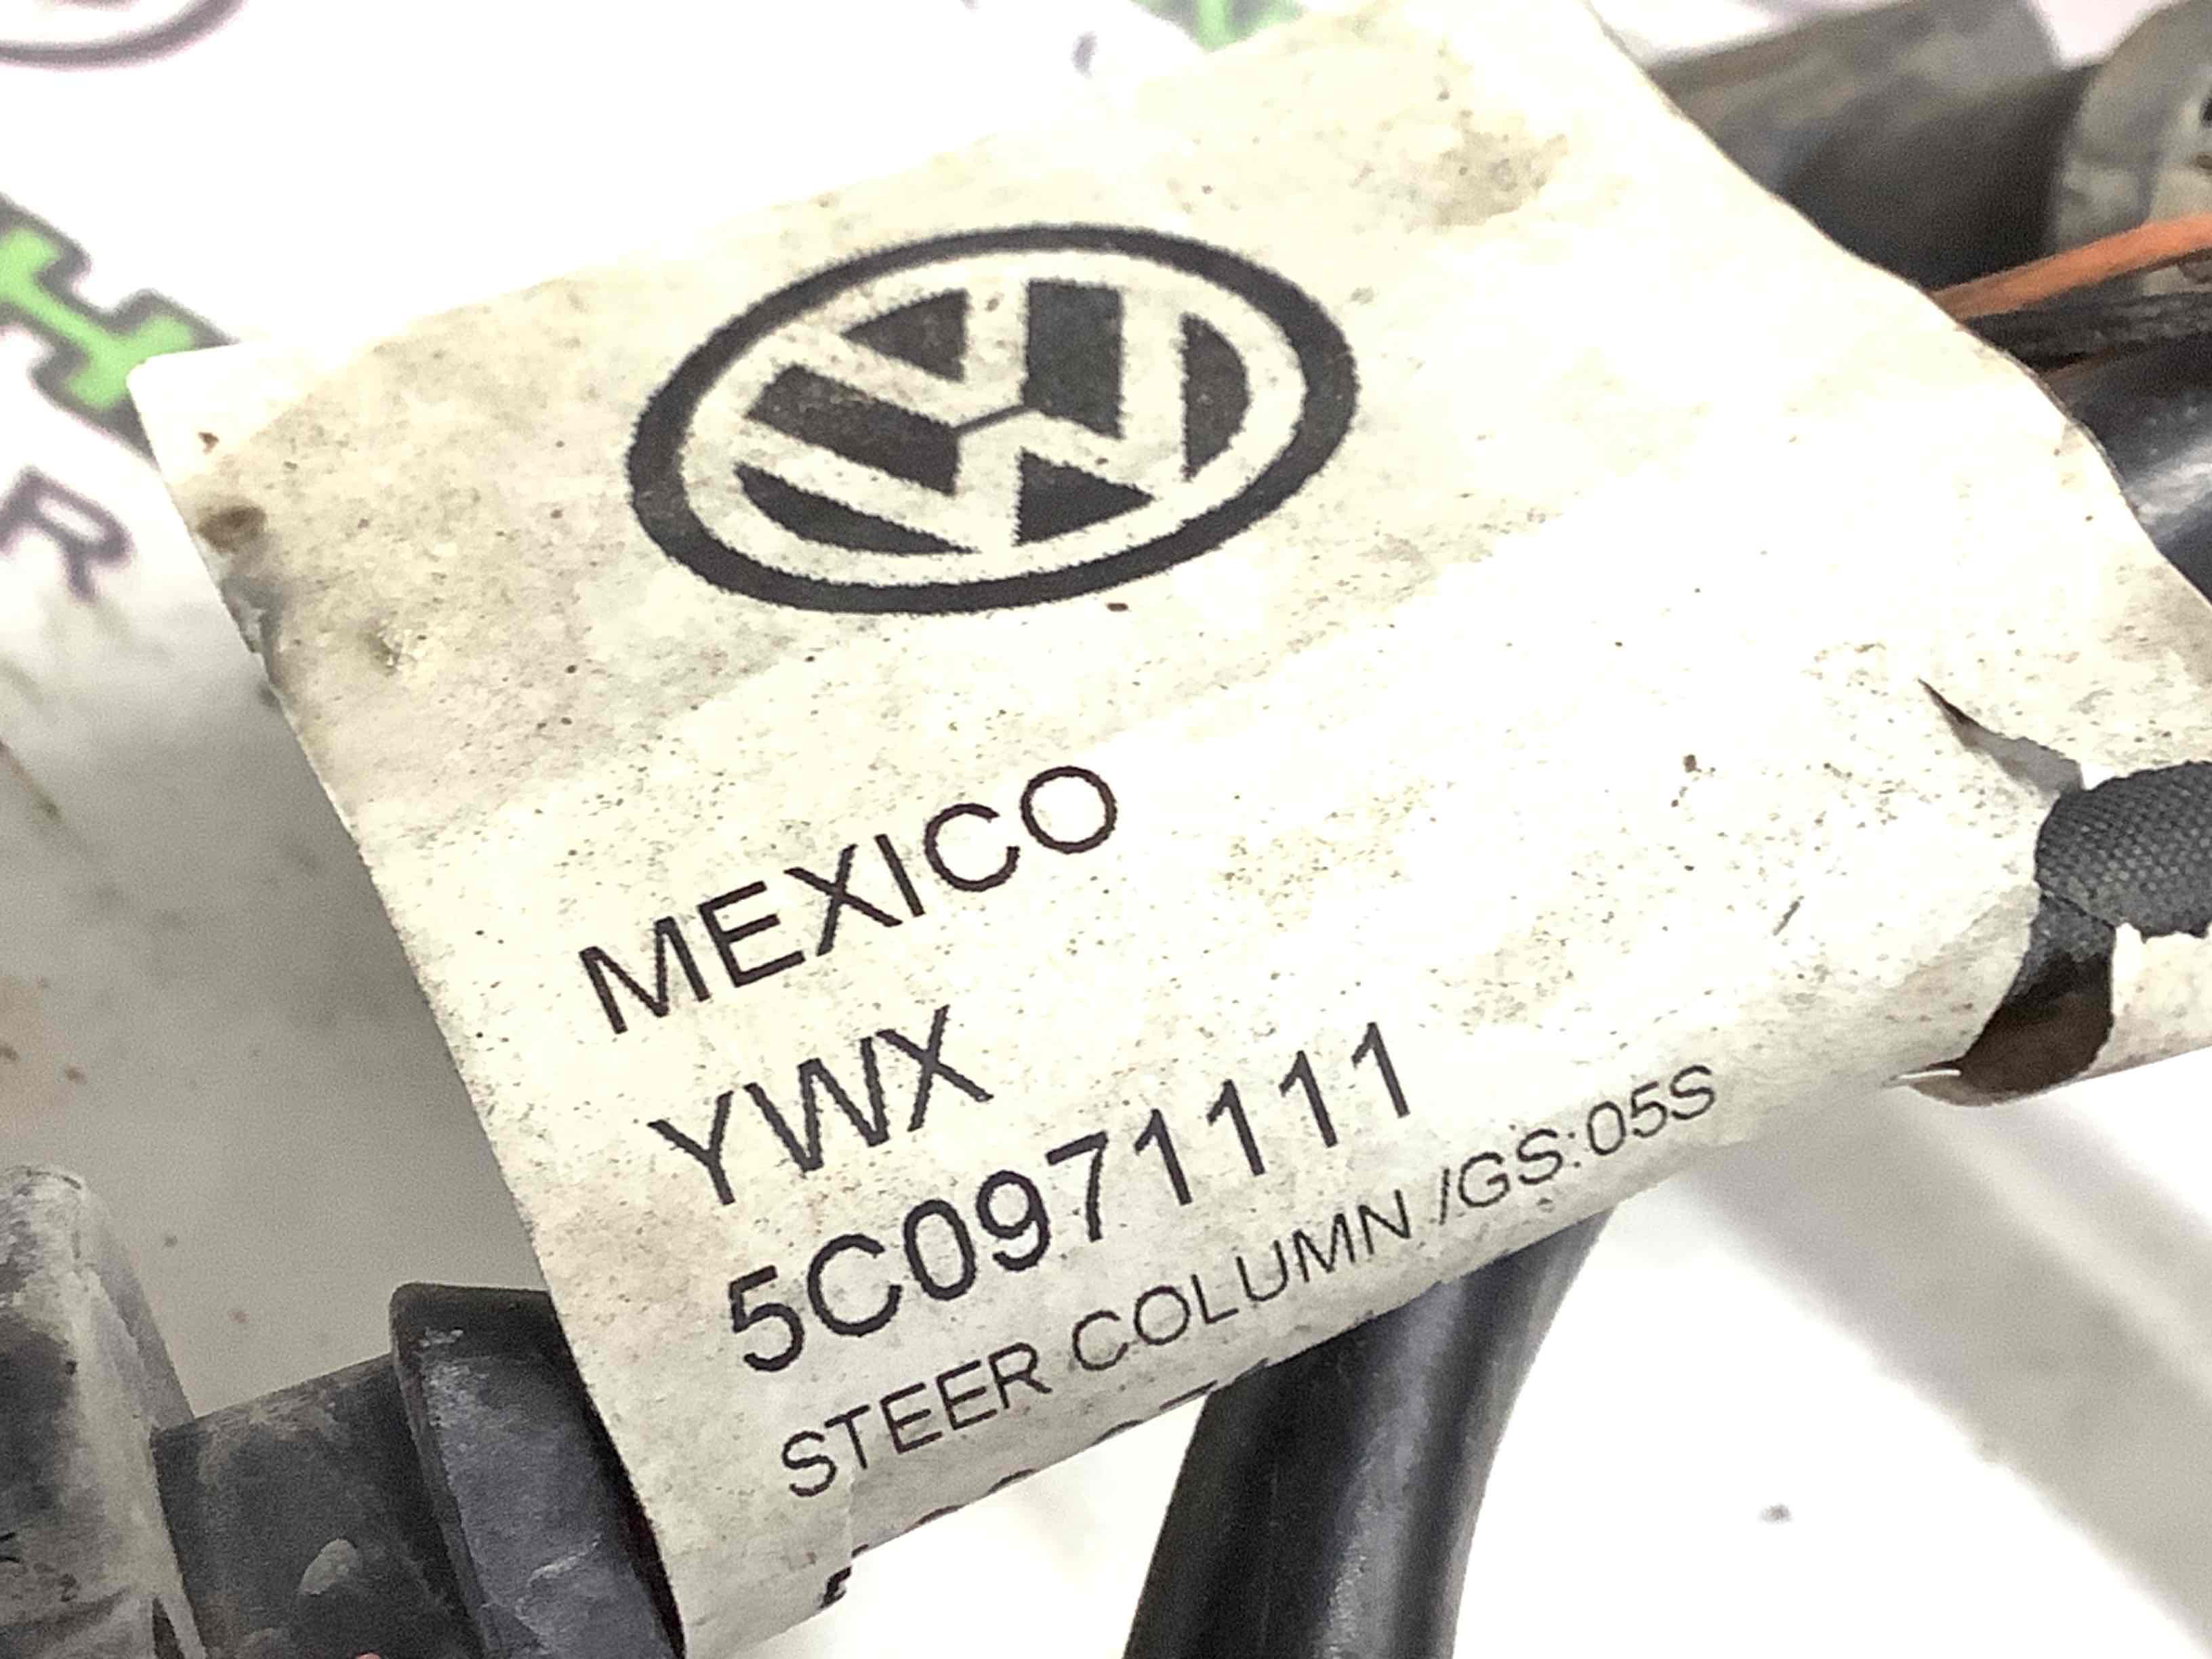 MEXICO
YWX
5C0971111
STEER COLUMN /GS:05S
R